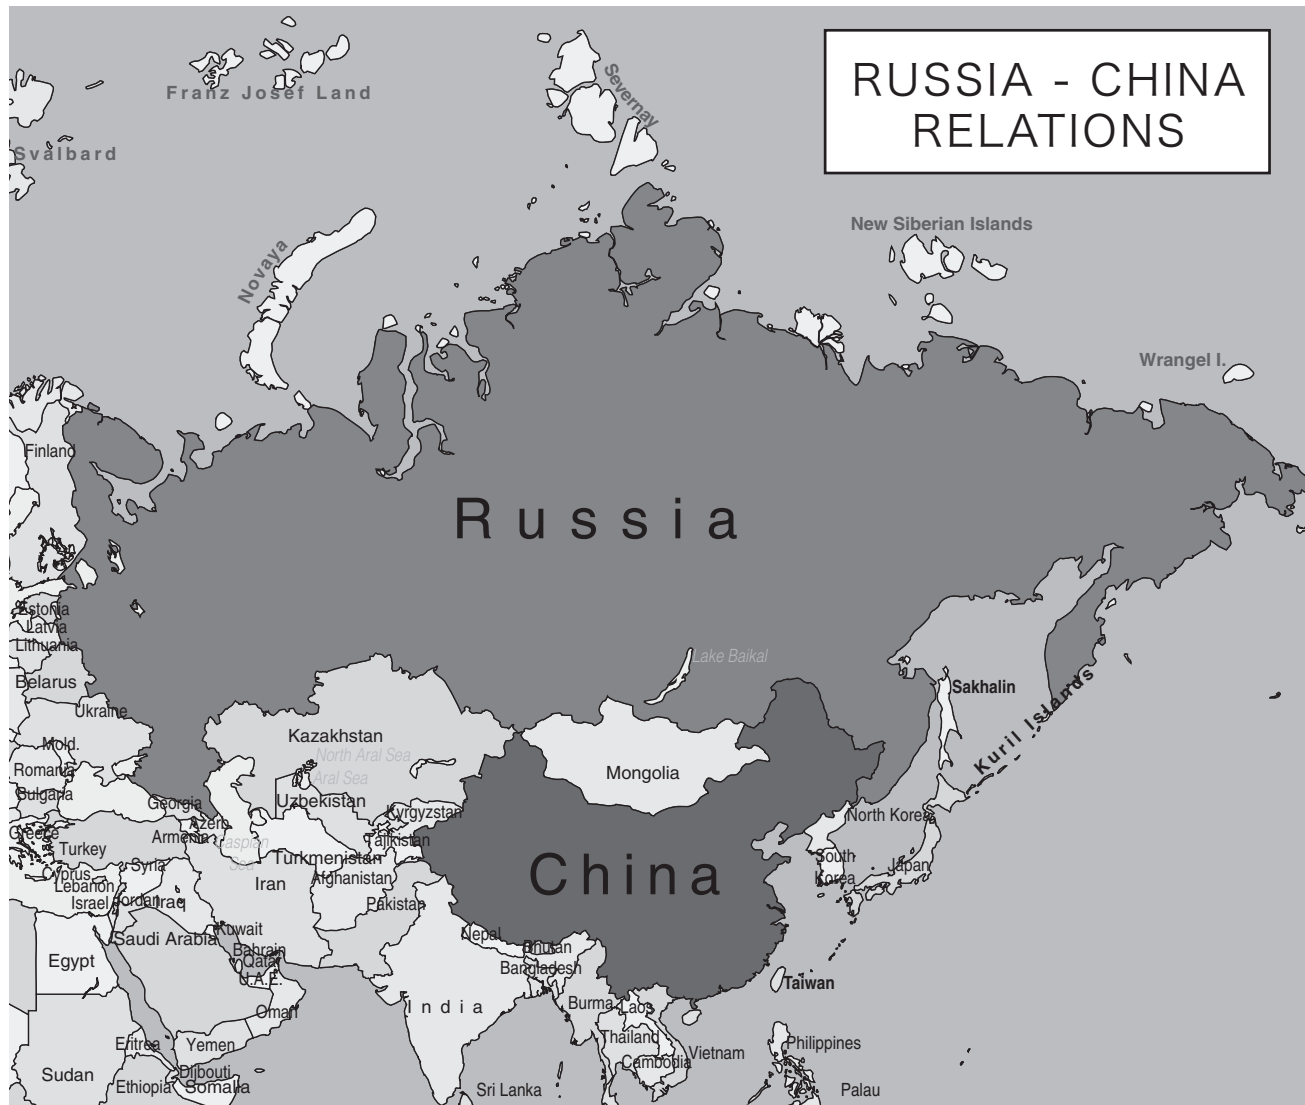 RUSSIA - CHINA
RELATIONS
Franz Josef Land
Severnay
Svalbard
Novaya
New Siberian Islands
Wrangel I.
Finland
Russia
Estonia
Latvia
Lithuania
Belarus
Ukraine
Lake Baikal
Sakhalin
Kuril Islands
Mold.
Romania
Bulgaria
Kazakhstan
North Aral Sea
Aral Sea
Mongolia
Georgia
Uzbekistan
Kyrgyzstan
North Korea
Greece
Turkey
Armenia
Azerb.
Caspian
Sea
Turkmenistan
Tajikistan
China
South
Korea
Japan
Cyprus
Syria
Lebanon
Israel
Jordan
Iraq
Iran
Afghanistan
Pakistan
Kuwait
Saudi Arabia
Bahrain
Qatar
U.A.E.
Nepal
Bhutan
Bangladesh
Egypt
Oman
India
Burma
Laos
Taiwan
Eritrea
Yemen
Thailand
Vietnam
Philippines
Sudan
Djibouti
Ethiopia
Somalia
Cambodia
Sri Lanka
Palau